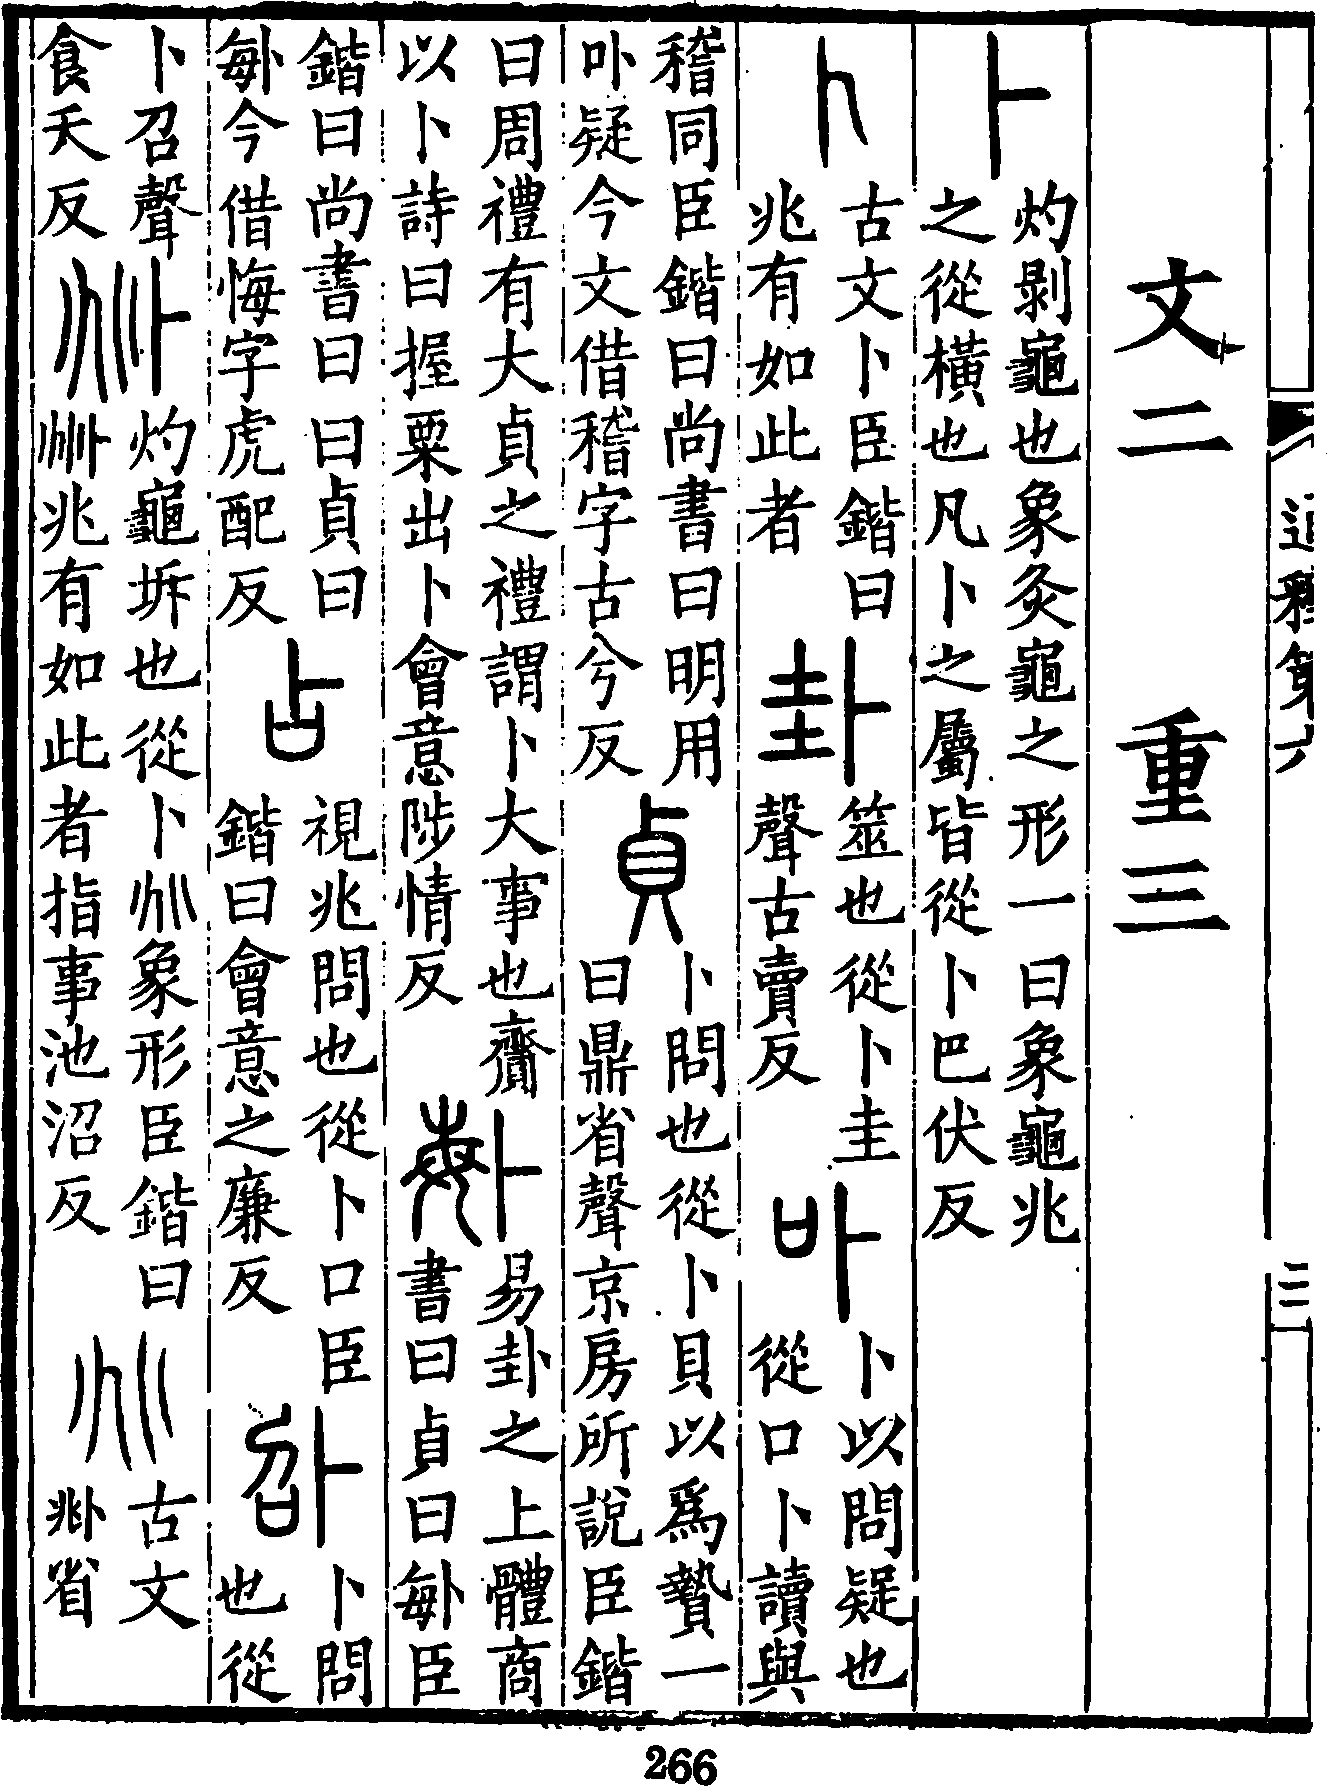 通釋第六 三
文二 重三
卜
灼剝龜也象灸龜之形一曰象龜兆
之從橫也凡卜之屬皆從卜巴伏反
卜
古文卜臣鍇曰
兆有如此者
卦
筮也從卜圭
聲古賣反
卟
卜以問疑也
從口卜讀與
稽同臣鍇曰尚書曰明用
卟疑今文借稽字古兮反
貞
卜問也從卜貝以爲贄一
曰鼎省聲京房所說臣鍇
曰周禮有大貞之禮謂卜大事也齎
以卜詩曰握粟出卜會意陟情反
𠧩
易卦之上體商
書曰貞曰𠧩臣
鍇曰尚書曰曰貞曰
𠧩今借悔字虎配反
占
視兆問也從卜口臣
鍇曰會意之廉反
𠧙
卜問
也從
卜召聲
食夭反
𠧞
灼龜坼也從卜兆象形臣鍇曰
𠧞兆有如此者指事池沼反
兆
古文
𠧞省
266